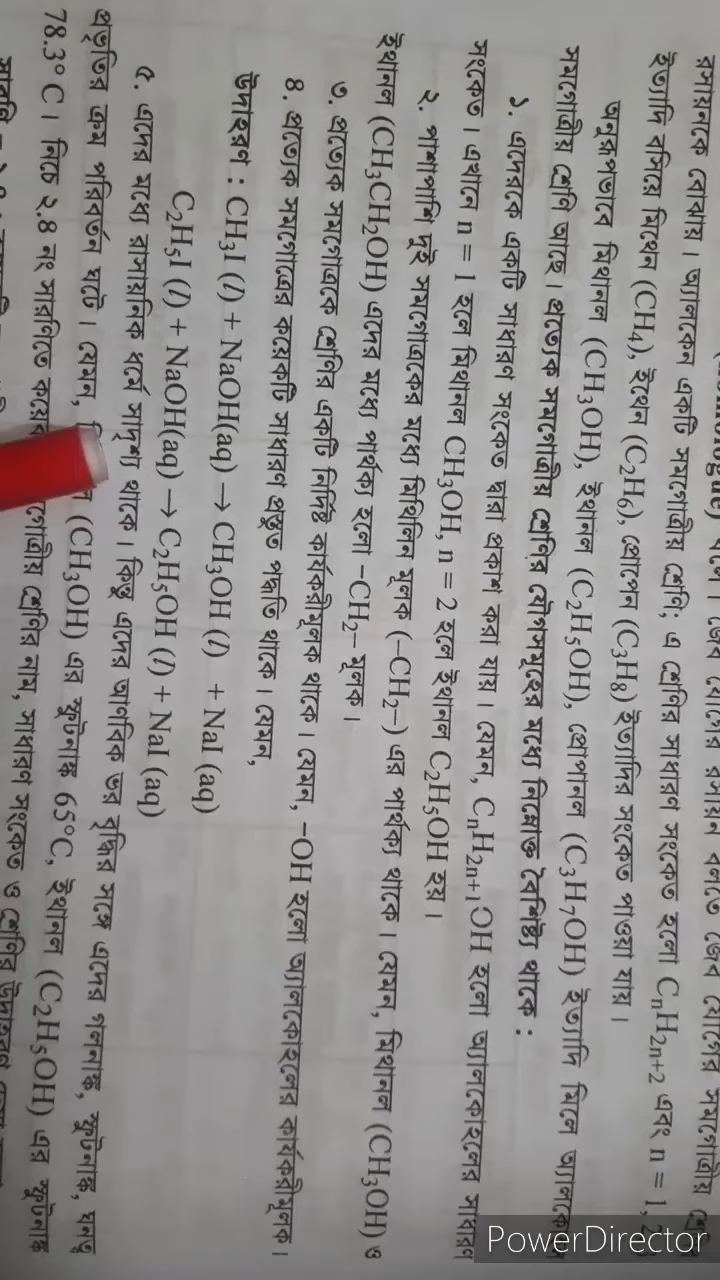 রসায়নকে বোঝায়। অ্যালকেন একটি সমগোত্রীয় শ্রেণি; এ শ্রেণির সাধারণ সংকেত হলো CnH2n+2 এবং n = 1, 2
ইত্যাদি বসিয়ে মিথেন (CH4), ইথেন (C2H6), প্রোপেন (C3H8) ইত্যাদির সংকেত পাওয়া যায়।
অনুরূপভাবে মিথানল (CH3OH), ইথানল (C2H5OH), প্রোপানল (C3H7OH) ইত্যাদি মিলে
সমগোত্রীয় শ্রেণি আছে। প্রত্যেক সমগোত্রীয় শ্রেণির যৌগসমূহের মধ্যে নিম্নোক্ত বৈশিষ্ট্য থাকে :
১. এদেরকে একটি সাধারণ সংকেত দ্বারা প্রকাশ করা যায়। যেমন, CnH2n+1OH হলো অ্যালকোহলের সাধারণ
সংকেত। এখানে n = 1 হলে মিথানল CH3OH, n = 2 হলে ইথানল C2H5OH হয়।
২. পাশাপাশি দুই সমগোত্রকের মধ্যে মিথিলিন মূলক (–CH2–) এর পার্থক্য থাকে। যেমন, মিথানল (CH3OH) ও
ইথানল (CH3CH2OH) এদের মধ্যে পার্থক্য হলো –CH2– মূলক।
৩. প্রত্যেক সমগোত্রকে শ্রেণির একটি নির্দিষ্ট কার্যকরীমূলক থাকে। যেমন, –OH হলো অ্যালকোহলের কার্যকরীমূলক।
৪. প্রত্যেক সমগোত্রের কয়েকটি সাধারণ প্রস্তুত পদ্ধতি থাকে। যেমন,
উদাহরণ : CH3I (l) + NaOH(aq) → CH3OH (l) + NaI (aq)
C2H5I (l) + NaOH(aq) → C2H5OH (l) + NaI (aq)
৫. এদের মধ্যে রাসায়নিক ধর্মে সাদৃশ্য থাকে। কিন্তু এদের আণবিক ভর বৃদ্ধির সঙ্গে এদের গলনাঙ্ক, স্ফুটনাঙ্ক, ঘনত্ব
প্রভৃতির ক্রম পরিবর্তন ঘটে। যেমন, (CH3OH) এর স্ফুটনাঙ্ক 65°C, ইথানল (C2H5OH) এর স্ফুটনাঙ্ক
78.3° C। নিচে ২.৪ নং সারণিতে শ্রেণির নাম, সাধারণ সংকেত ও শ্রেণির উদাহরণ
PowerDirector